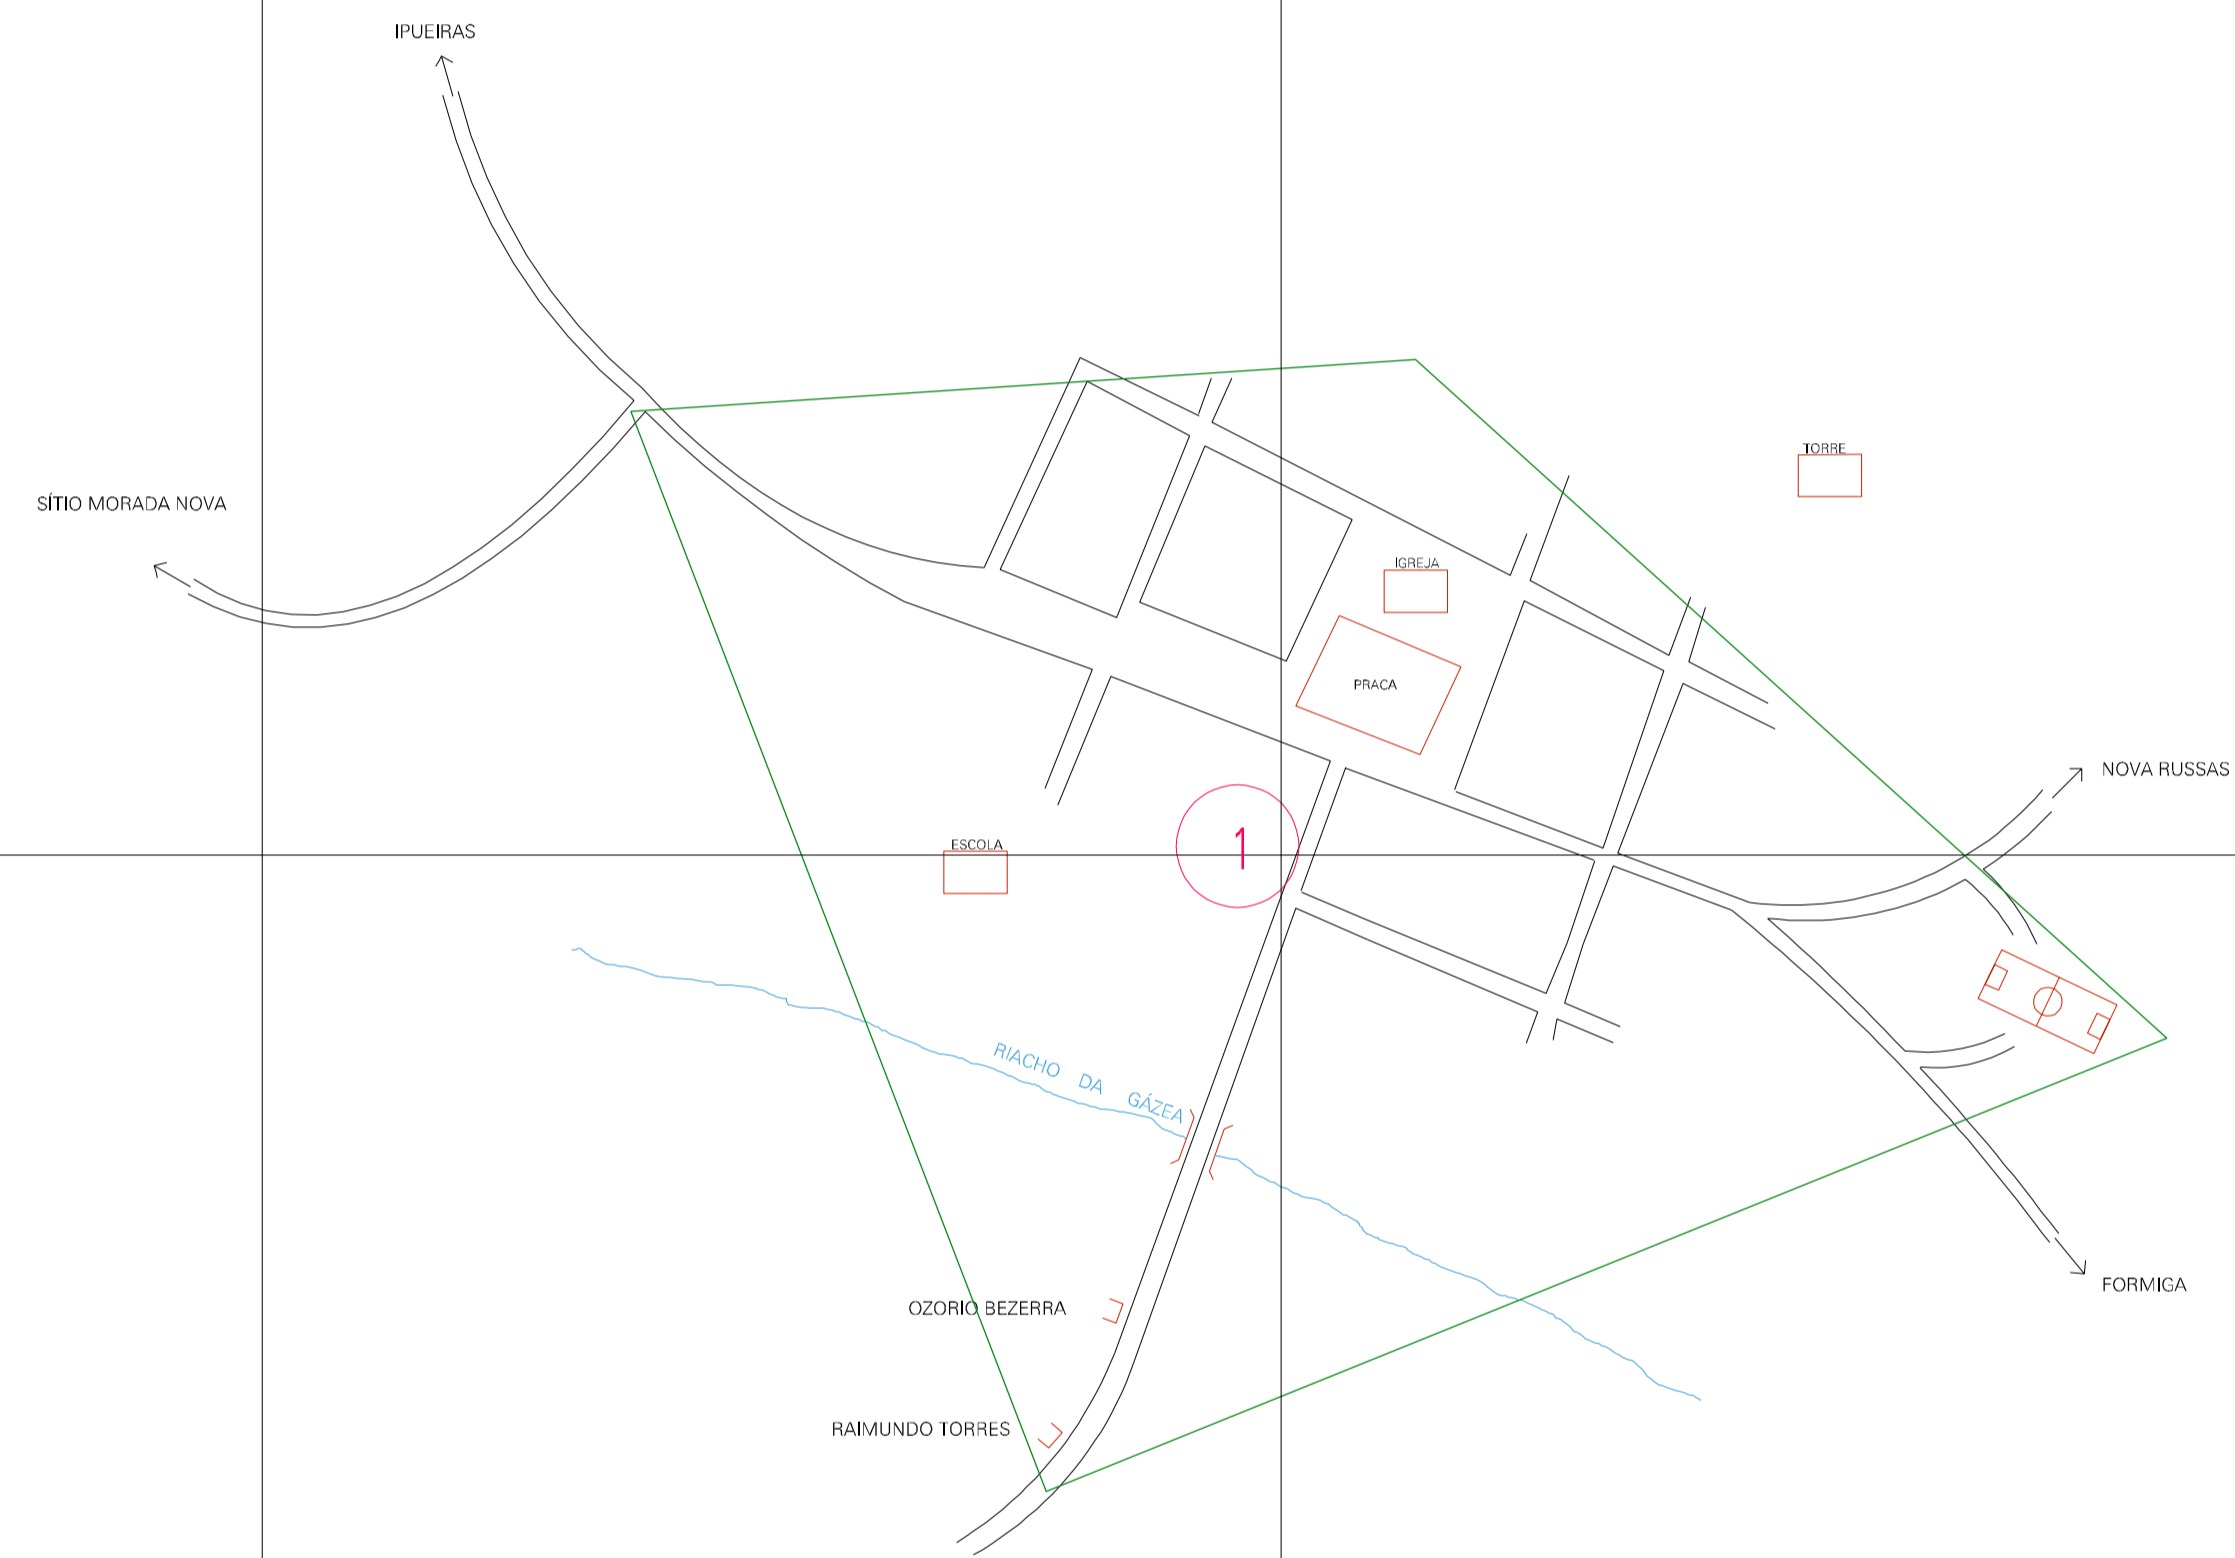 IPUEIRAS
TORRE
SÍTIO MORADA NOVA
IGREJA
PRACA
NOVA RUSSAS
1
ESCOLA
RIACHO DA GÁZEA
FORMIGA
OZORIO BEZERRA
RAIMUNDO TORRES